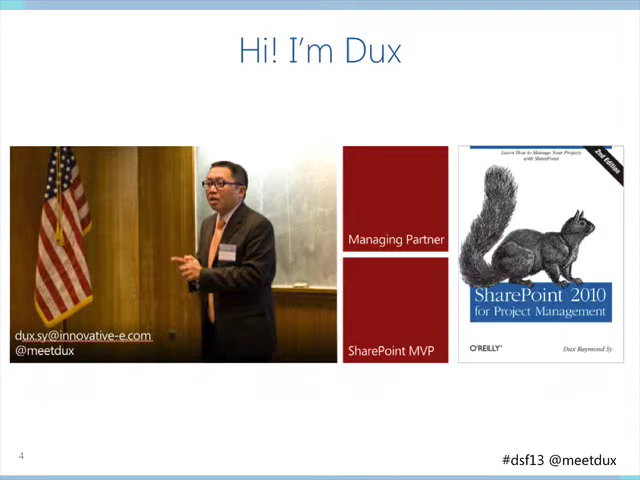 Hi! I'm Dux
dux.sy@innovative-e.com
@meetdux
Managing Partner
SharePoint MVP
Learn How to Manage Your Projects
with SharePoint
2nd Edition
SharePoint 2010
for Project Management
O'REILLY®
Dux Raymond Sy
4
#dsf13 @meetdux